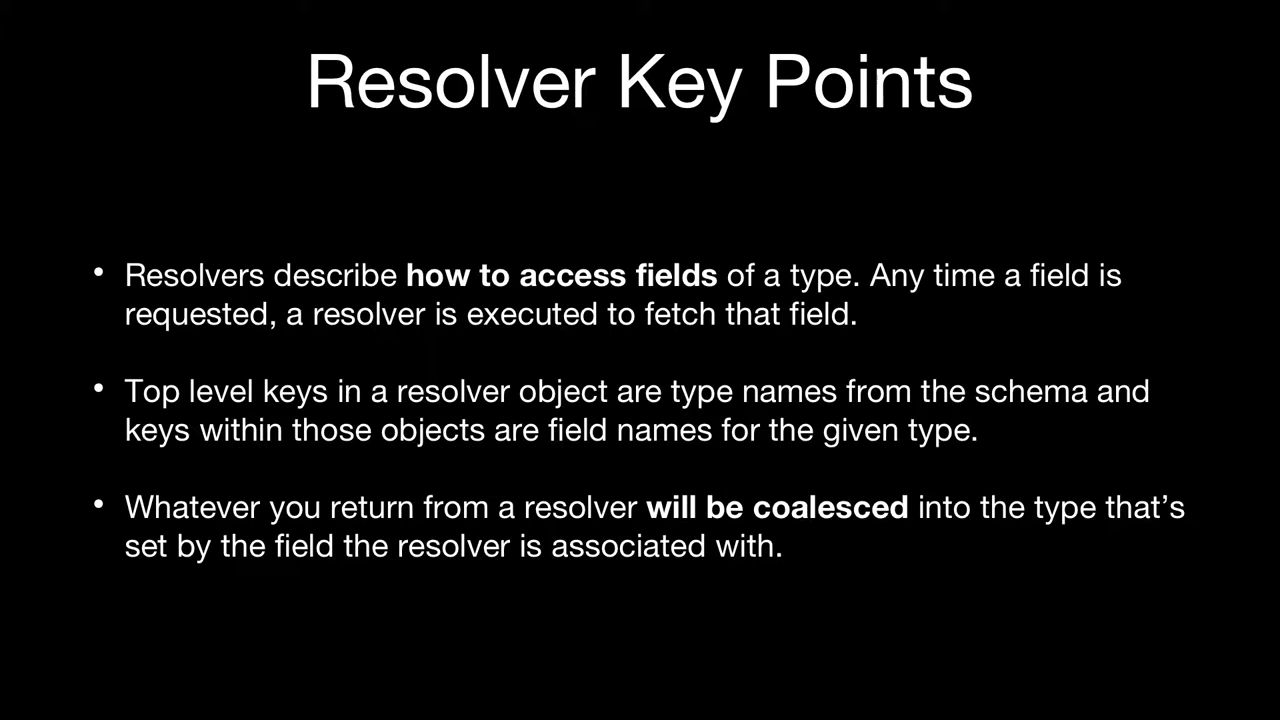 Resolver Key Points
• Resolvers describe how to access fields of a type. Any time a field is
requested, a resolver is executed to fetch that field.
• Top level keys in a resolver object are type names from the schema and
keys within those objects are field names for the given type.
• Whatever you return from a resolver will be coalesced into the type that’s
set by the field the resolver is associated with.